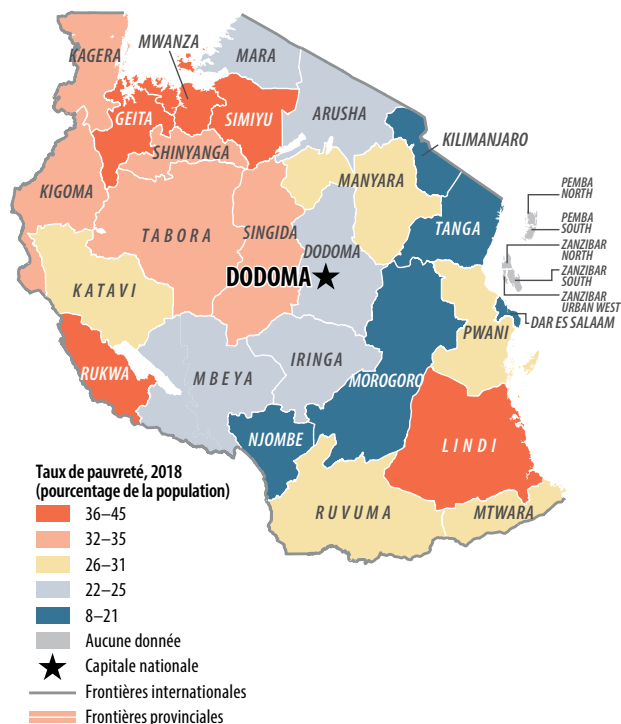 KAGERA
MWANZA
MARA
GEITA
SIMIYU
ARUSHA
SHINYANGA
KILIMANJARO
KIGOMA
MANYARA
TABORA
SINGIDA
TANGA
DODOMA
DODOMA
PEMBA
NORTH
PEMBA
SOUTH
ZANZIBAR
NORTH
ZANZIBAR
SOUTH
ZANZIBAR
URBAN WEST
DAR ES SALAAM
KATAVI
PWANI
RUKWA
MBEYA
IRINGA
MOROGORO
NJOMBE
LINDI
RUVUMA
MTWARA
Taux de pauvreté, 2018
(pourcentage de la population)
36–45
32–35
26–31
22–25
8–21
Aucune donnée
Capitale nationale
Frontières internationales
Frontières provinciales